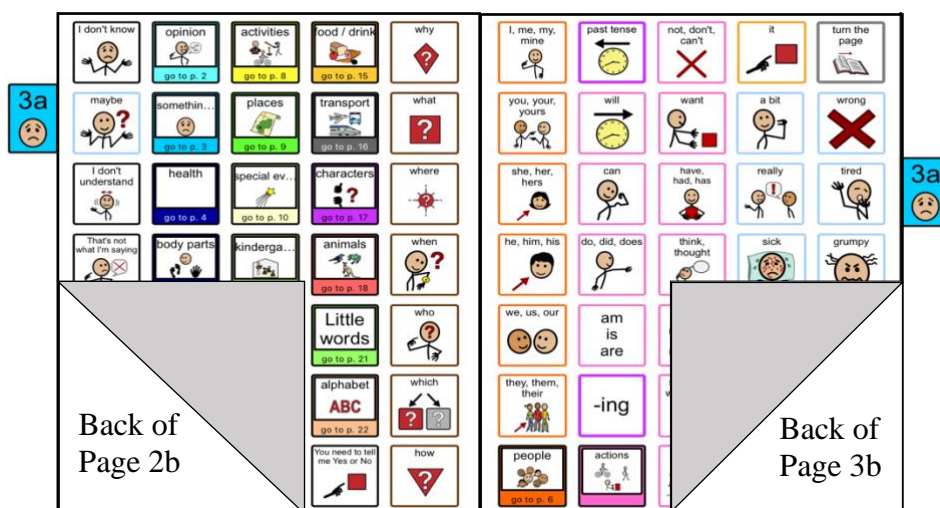 3a
I don't know
opinion
go to p. 2
activities
go to p. 8
food / drink
go to p. 15
why
maybe
somethin...
go to p. 3
places
go to p. 9
transport
go to p. 16
what
I don't
understand
health
go to p. 4
special ev...
go to p. 10
characters
go to p. 17
where
That's not
what I'm saying
body parts
kinderga...
animals
go to p. 18
when
Little
words
go to p. 21
who
alphabet
ABC
go to p. 22
which
You need to tell
me Yes or No
how
Back of
Page 2b
I, me, my,
mine
past tense
not, don't,
can't
it
turn the
page
you, your,
yours
will
want
a bit
wrong
she, her,
hers
can
have,
had, has
really
tired
he, him, his
do, did, does
think,
thought
sick
grumpy
we, us, our
am
is
are
they, them,
their
-ing
people
go to p. 6
actions
Back of
Page 3b
3a